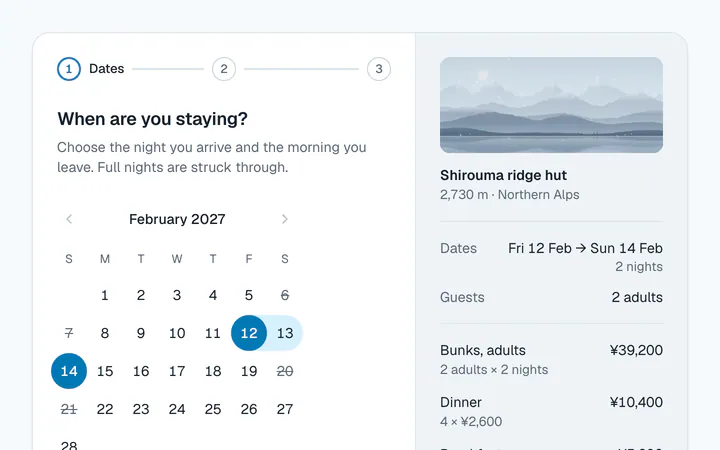 1 Dates 2 3
When are you staying?
Choose the night you arrive and the morning you
leave. Full nights are struck through.
February 2027
S M T W T F S
1 2 3 4 5 6
7 8 9 10 11 12 13
14 15 16 17 18 19 20
21 22 23 24 25 26 27
28
Shirouma ridge hut
2,730 m · Northern Alps
Dates Fri 12 Feb → Sun 14 Feb
2 nights
Guests 2 adults
Bunks, adults ¥39,200
2 adults × 2 nights
Dinner ¥10,400
4 × ¥2,600